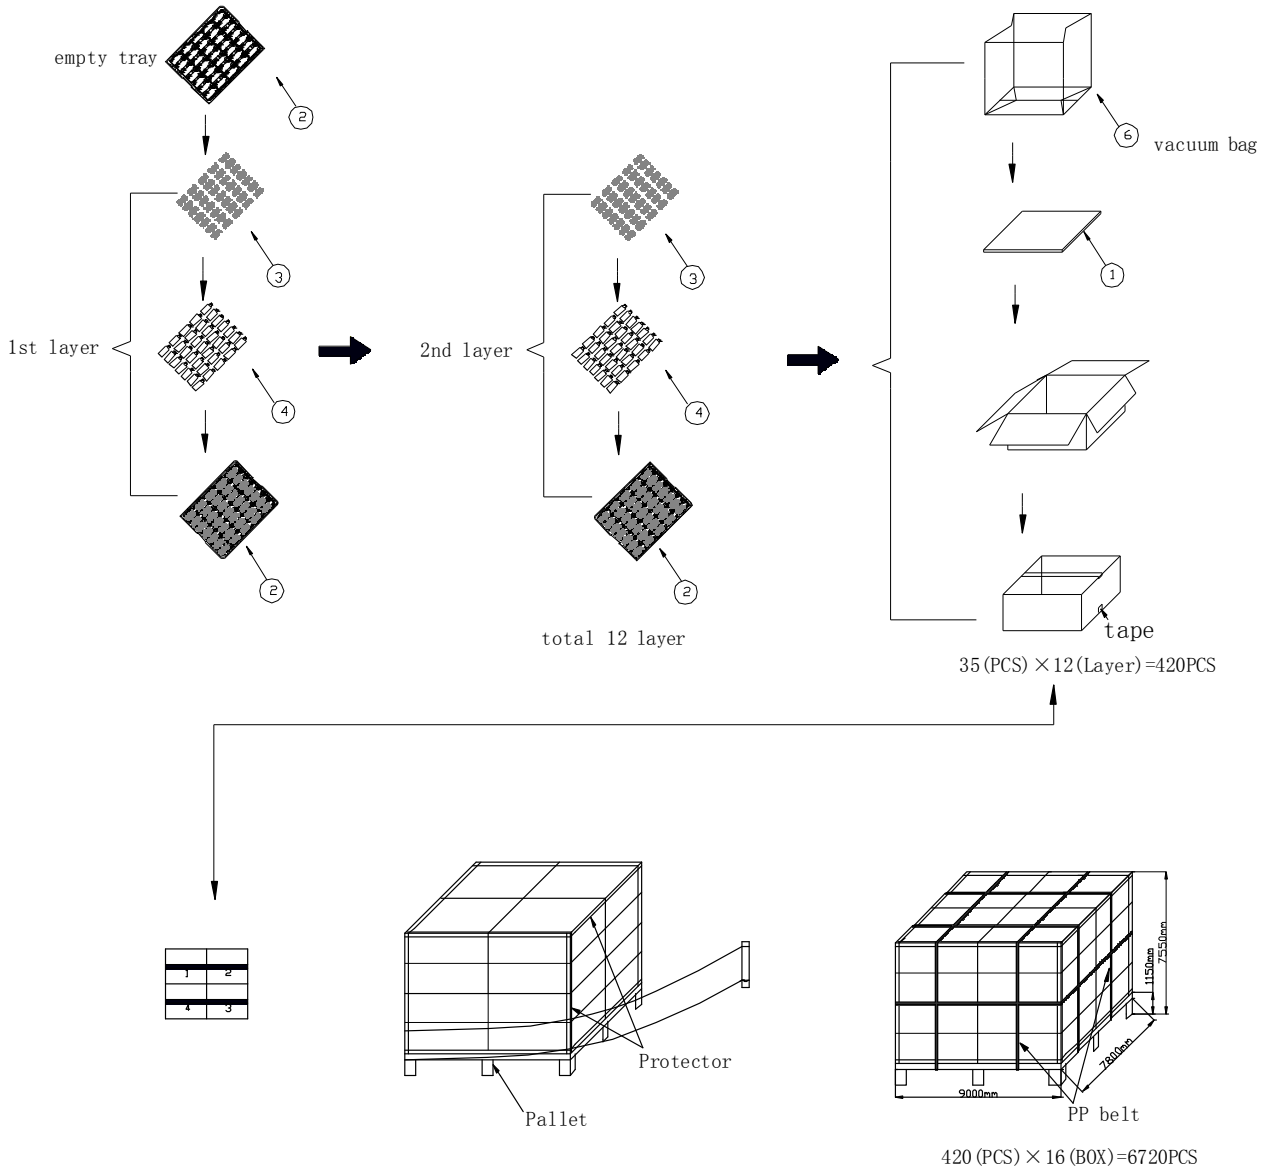 empty tray
2
6
vacuum bag
3
3
1
1st layer
2nd layer
4
4
2
2
total 12 layer
tape
35(PCS)×12(Layer)=420PCS
1 2
4 3
Protector
Pallet
1150mm
7550mm
7800mm
9000mm
PP belt
420(PCS)×16(BOX)=6720PCS